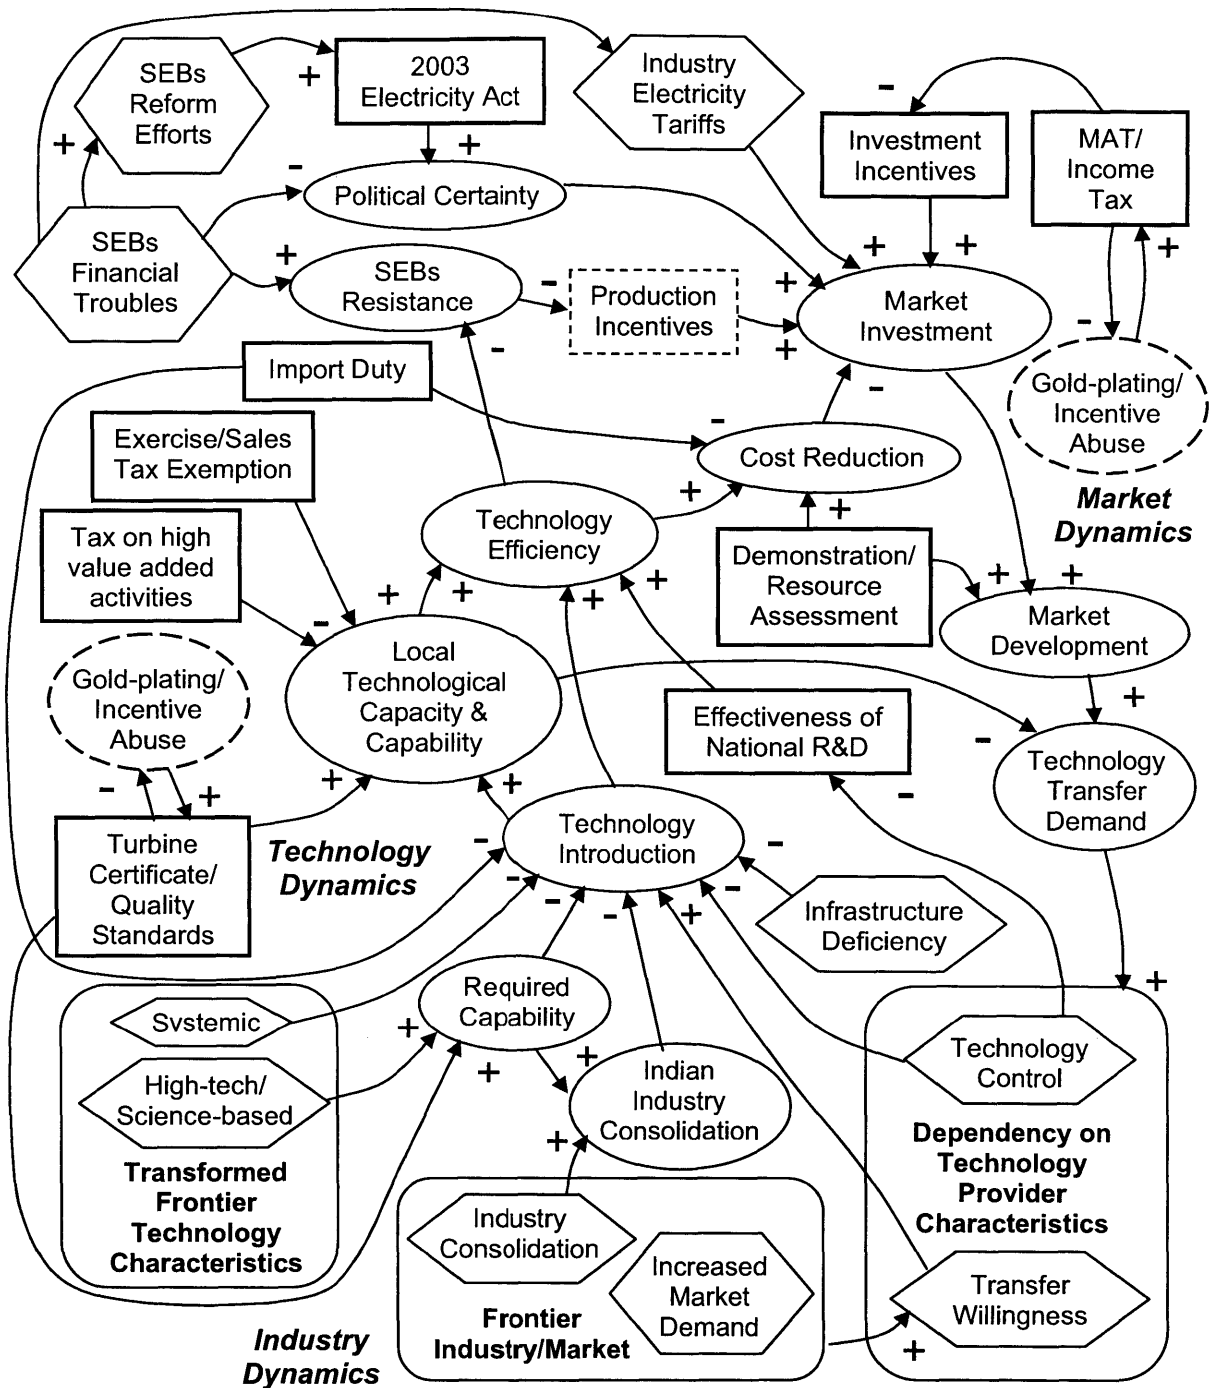 SEBs
Reform
Efforts
+
2003
Electricity Act
+
Industry
Electricity
Tariffs
-
Investment
Incentives
MAT/
Income
Tax
+
-
Political Certainty
SEBs
Financial
Troubles
+
SEBs
Resistance
-
Production
Incentives
+
+
+
+
+
Market
Investment
-
Gold-plating/
Incentive
Abuse
Market
Dynamics
Import Duty
-
-
-
Exercise/Sales
Tax Exemption
Cost Reduction
Tax on high
value added
activities
Technology
Efficiency
+
+
Demonstration/
Resource
Assessment
+
+
Market
Development
-
+
+
+
+
Local
Technological
Capacity &
Capability
Gold-plating/
Incentive
Abuse
-
+
Effectiveness of
National R&D
-
+
-
Technology
Transfer
Demand
+
+
Technology
Introduction
Turbine
Certificate/
Quality
Standards
Technology
Dynamics
-
-
-
-
+
-
-
Infrastructure
Deficiency
+
Required
Capability
Svstemic
+
+
+
High-tech/
Science-based
Transformed
Frontier
Technology
Characteristics
Indian
Industry
Consolidation
+
Technology
Control
Dependency on
Technology
Provider
Characteristics
Transfer
Willingness
+
Industry
Consolidation
Increased
Market
Demand
Frontier
Industry/Market
Industry
Dynamics